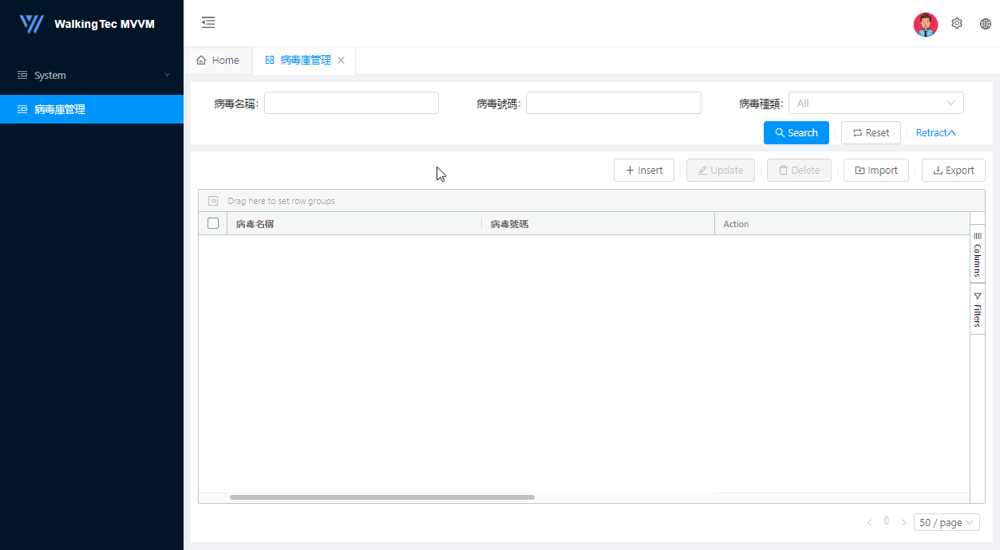 WalkingTec MVVM
System
病毒庫管理
Home
病毒庫管理
病毒名稱:
病毒號碼:
病毒種類:
All
Search
Reset
Retract
Insert
Update
Delete
Import
Export
Drag here to set row groups
病毒名稱
病毒號碼
Action
Columns
Filters
0
50 / page